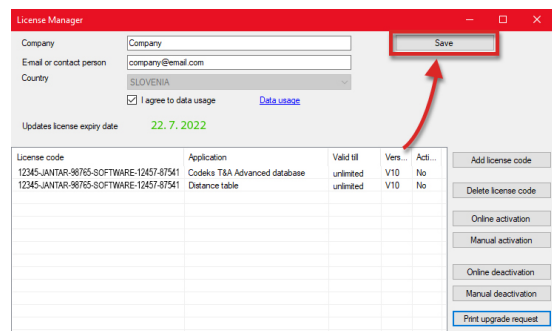 License Manager
Company Company Save
E-mail or contact person company@email.com
Country SLOVENIA
I agree to data usage Data usage
Updates license expiry date 22. 7. 2022
License code Application Valid till Vers... Acti...
12345-JANTAR-98765-SOFTWARE-12457-87541 Codeks T&A Advanced database unlimited V10 No
12345-JANTAR-98765-SOFTWARE-12457-87541 Distance table unlimited V10 No
Add license code
Delete license code
Online activation
Manual activation
Online deactivation
Manual deactivation
Print upgrade request